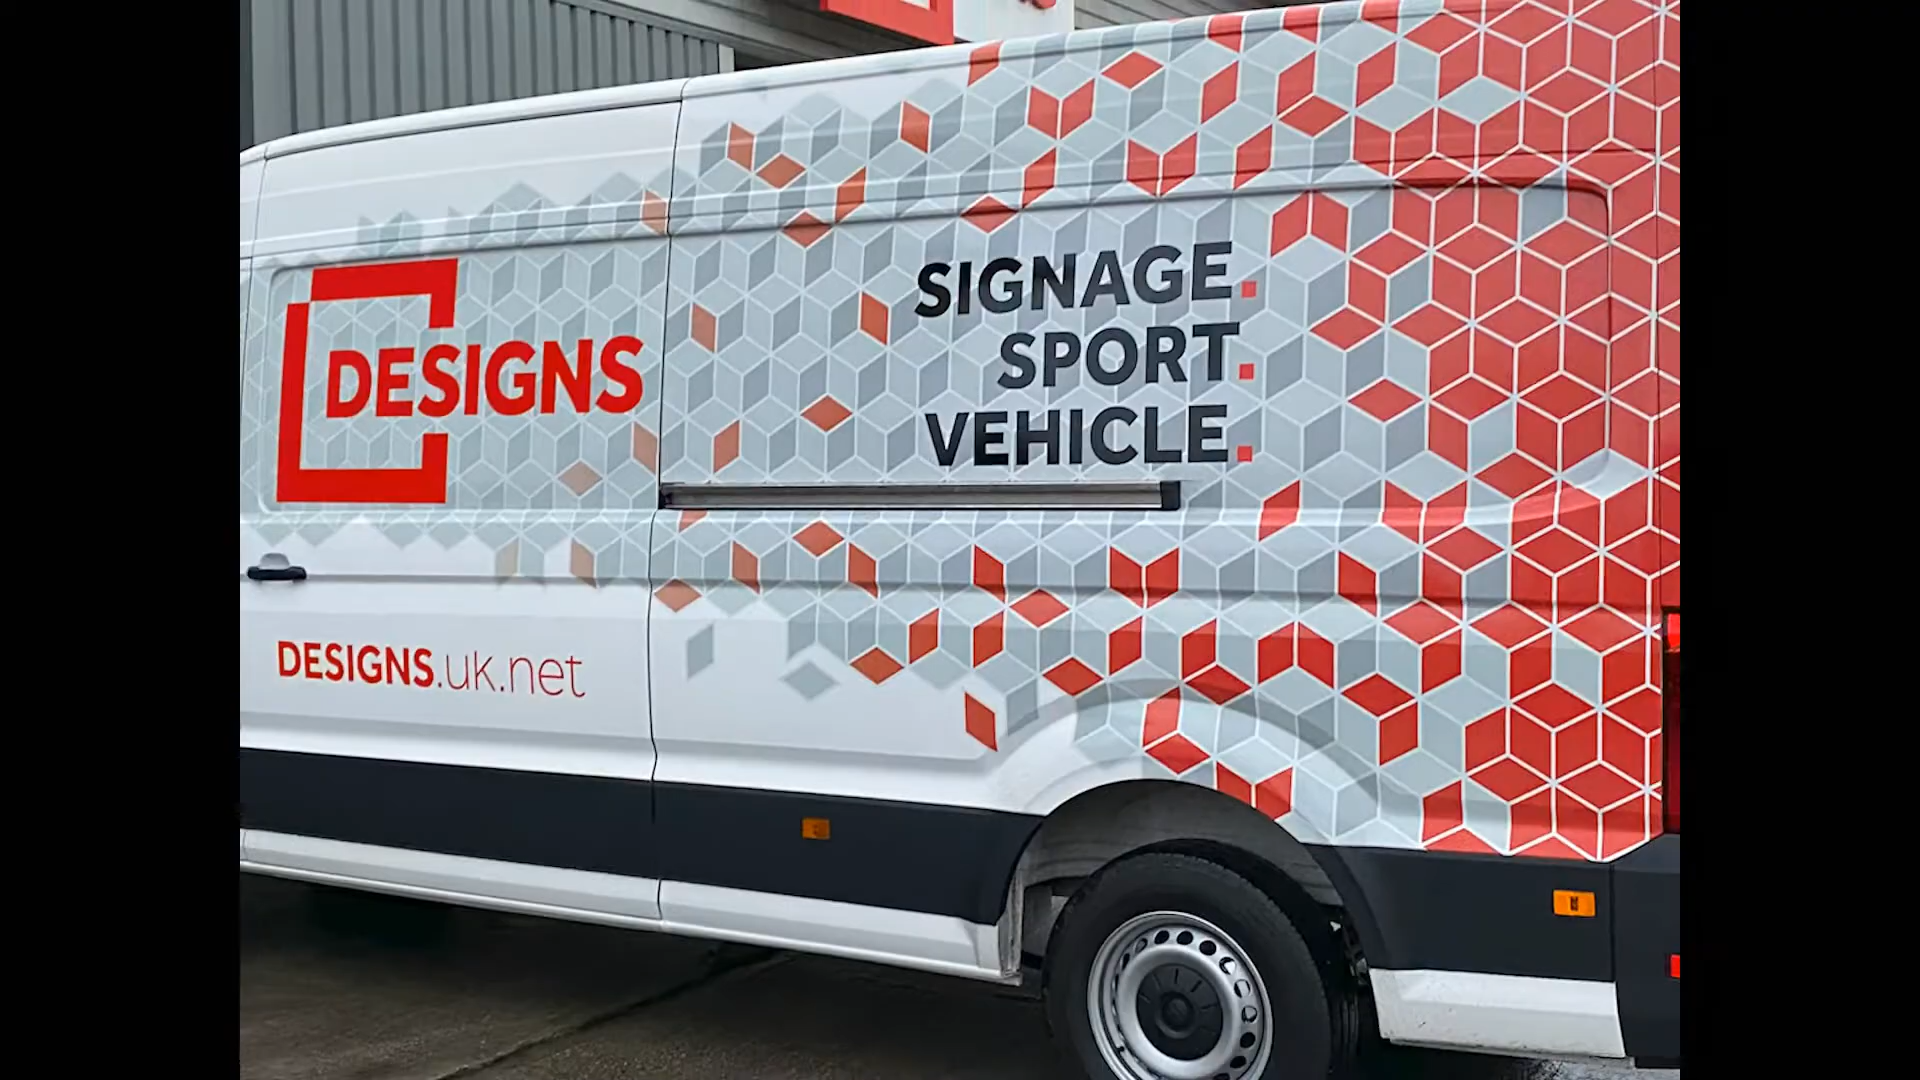 DESIGNS
SIGNAGE.
SPORT.
VEHICLE.
DESIGNS.uk.net